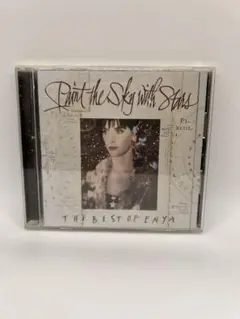 Paint the Sky with Stars
THE BEST OF ENYA